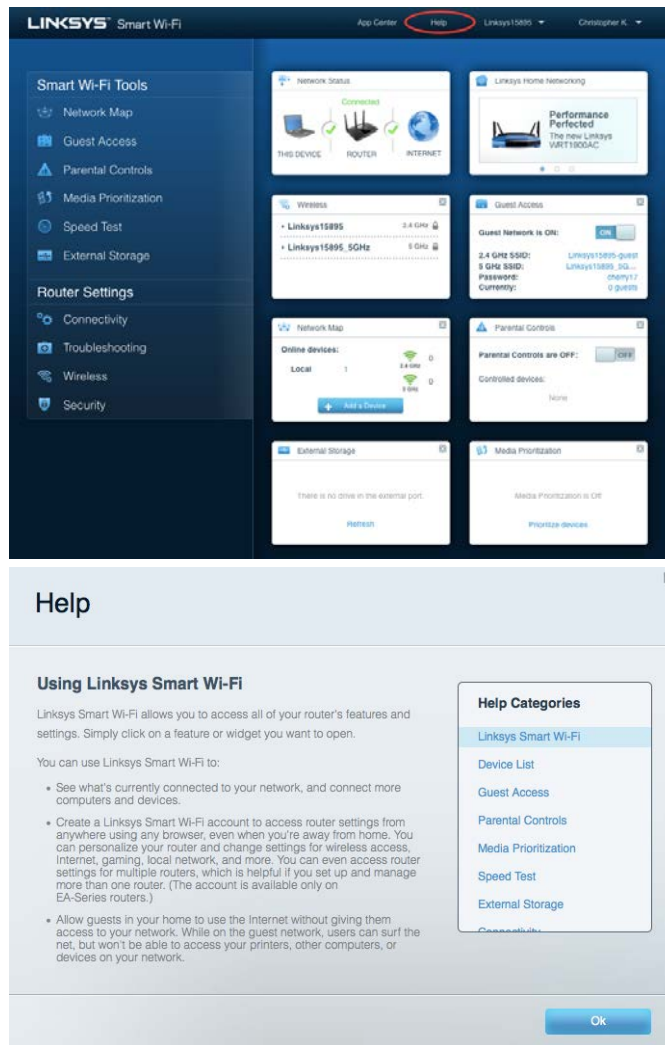 LINKSYS Smart Wi-Fi
App Center Help Linksys15895 Christopher K.
Smart Wi-Fi Tools
Network Map
Guest Access
Parental Controls
Media Prioritization
Speed Test
External Storage
Router Settings
Connectivity
Troubleshooting
Wireless
Security
Network Status
Connected
THIS DEVICE ROUTER INTERNET
Linksys Home Networking
Performance
Perfected
The new Linksys
WRT1900AC
Wireless
Linksys15895 2.4 GHz
Linksys15895_5GHz 5 GHz
Guest Access
Guest Network is ON: ON
2.4 GHz SSID: Linksys15895-guest
5 GHz SSID: Linksys15895_5G...
Password: cherry17
Currently: 0 guests
Network Map
Online devices:
Local 1
2.4 GHz 0
5 GHz 0
+ Add a Device
Parental Controls
Parental Controls are OFF: OFF
Controlled devices:
None
External Storage
There is no drive in the external port.
Refresh
Media Prioritization
Media Prioritization is Off
Prioritize devices
Help
Using Linksys Smart Wi-Fi
Linksys Smart Wi-Fi allows you to access all of your router's features and
settings. Simply click on a feature or widget you want to open.
You can use Linksys Smart Wi-Fi to:
• See what's currently connected to your network, and connect more
computers and devices.
• Create a Linksys Smart Wi-Fi account to access router settings from
anywhere using any browser, even when you're away from home. You
can personalize your router and change settings for wireless access,
Internet, gaming, local network, and more. You can even access router
settings for multiple routers, which is helpful if you set up and manage
more than one router. (The account is available only on
EA-Series routers.)
• Allow guests in your home to use the Internet without giving them
access to your network. While on the guest network, users can surf the
net, but won't be able to access your printers, other computers, or
devices on your network.
Help Categories
Linksys Smart Wi-Fi
Device List
Guest Access
Parental Controls
Media Prioritization
Speed Test
External Storage
Connectivity
Ok